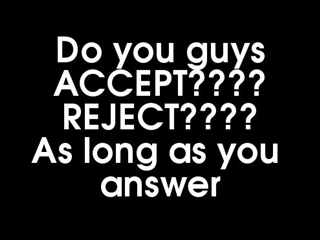 Do you guys
ACCEPT????
REJECT????
As long as you
answer